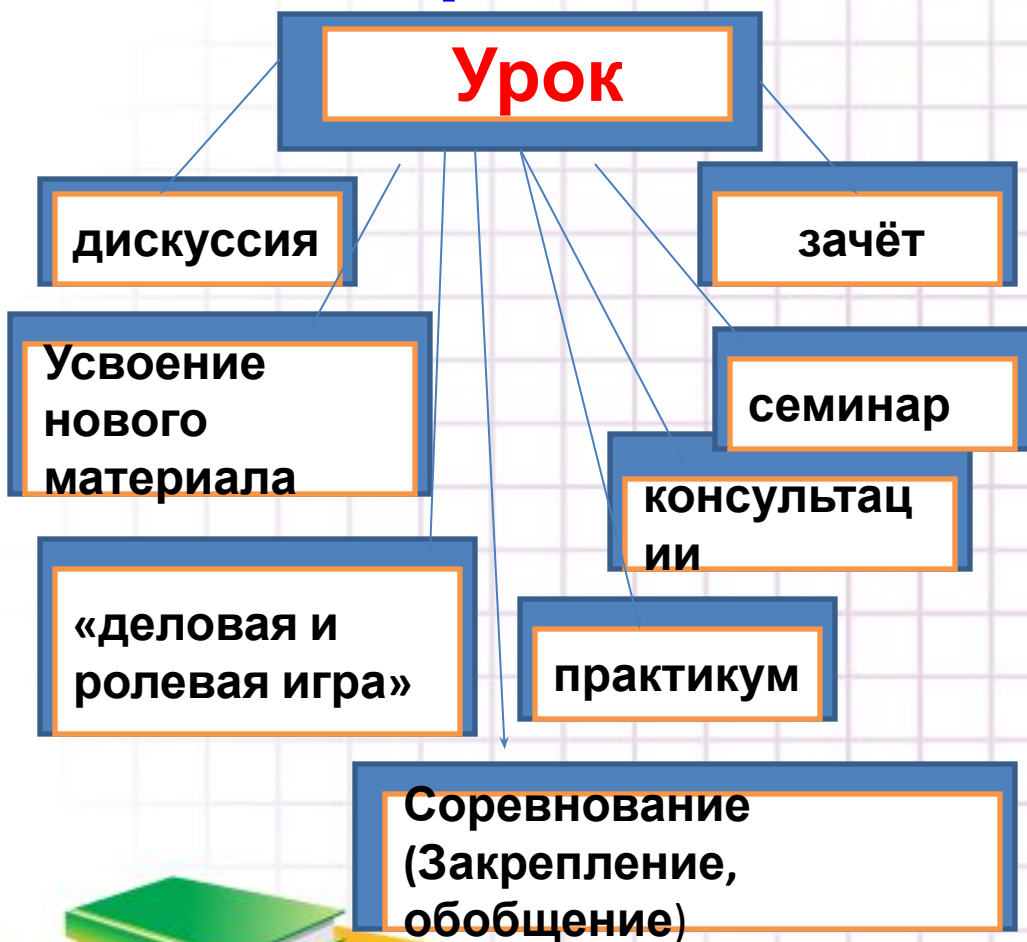 Урок
дискуссия
зачёт
Усвоение
нового
материала
семинар
консультац
ии
«деловая и
ролевая игра»
практикум
Соревнование
(Закрепление,
обобщение)